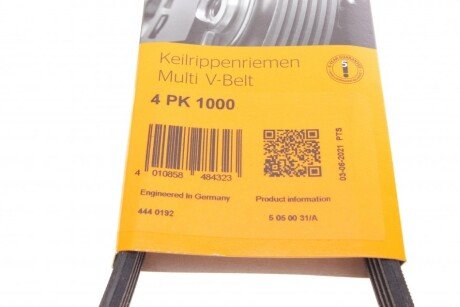 Keilrippenriemen
Multi V-Belt
4 PK 1000
4 010858 484323
03-06-2021 PTS
Engineered In Germany
Product information
444 0192
5 05 00 31/A